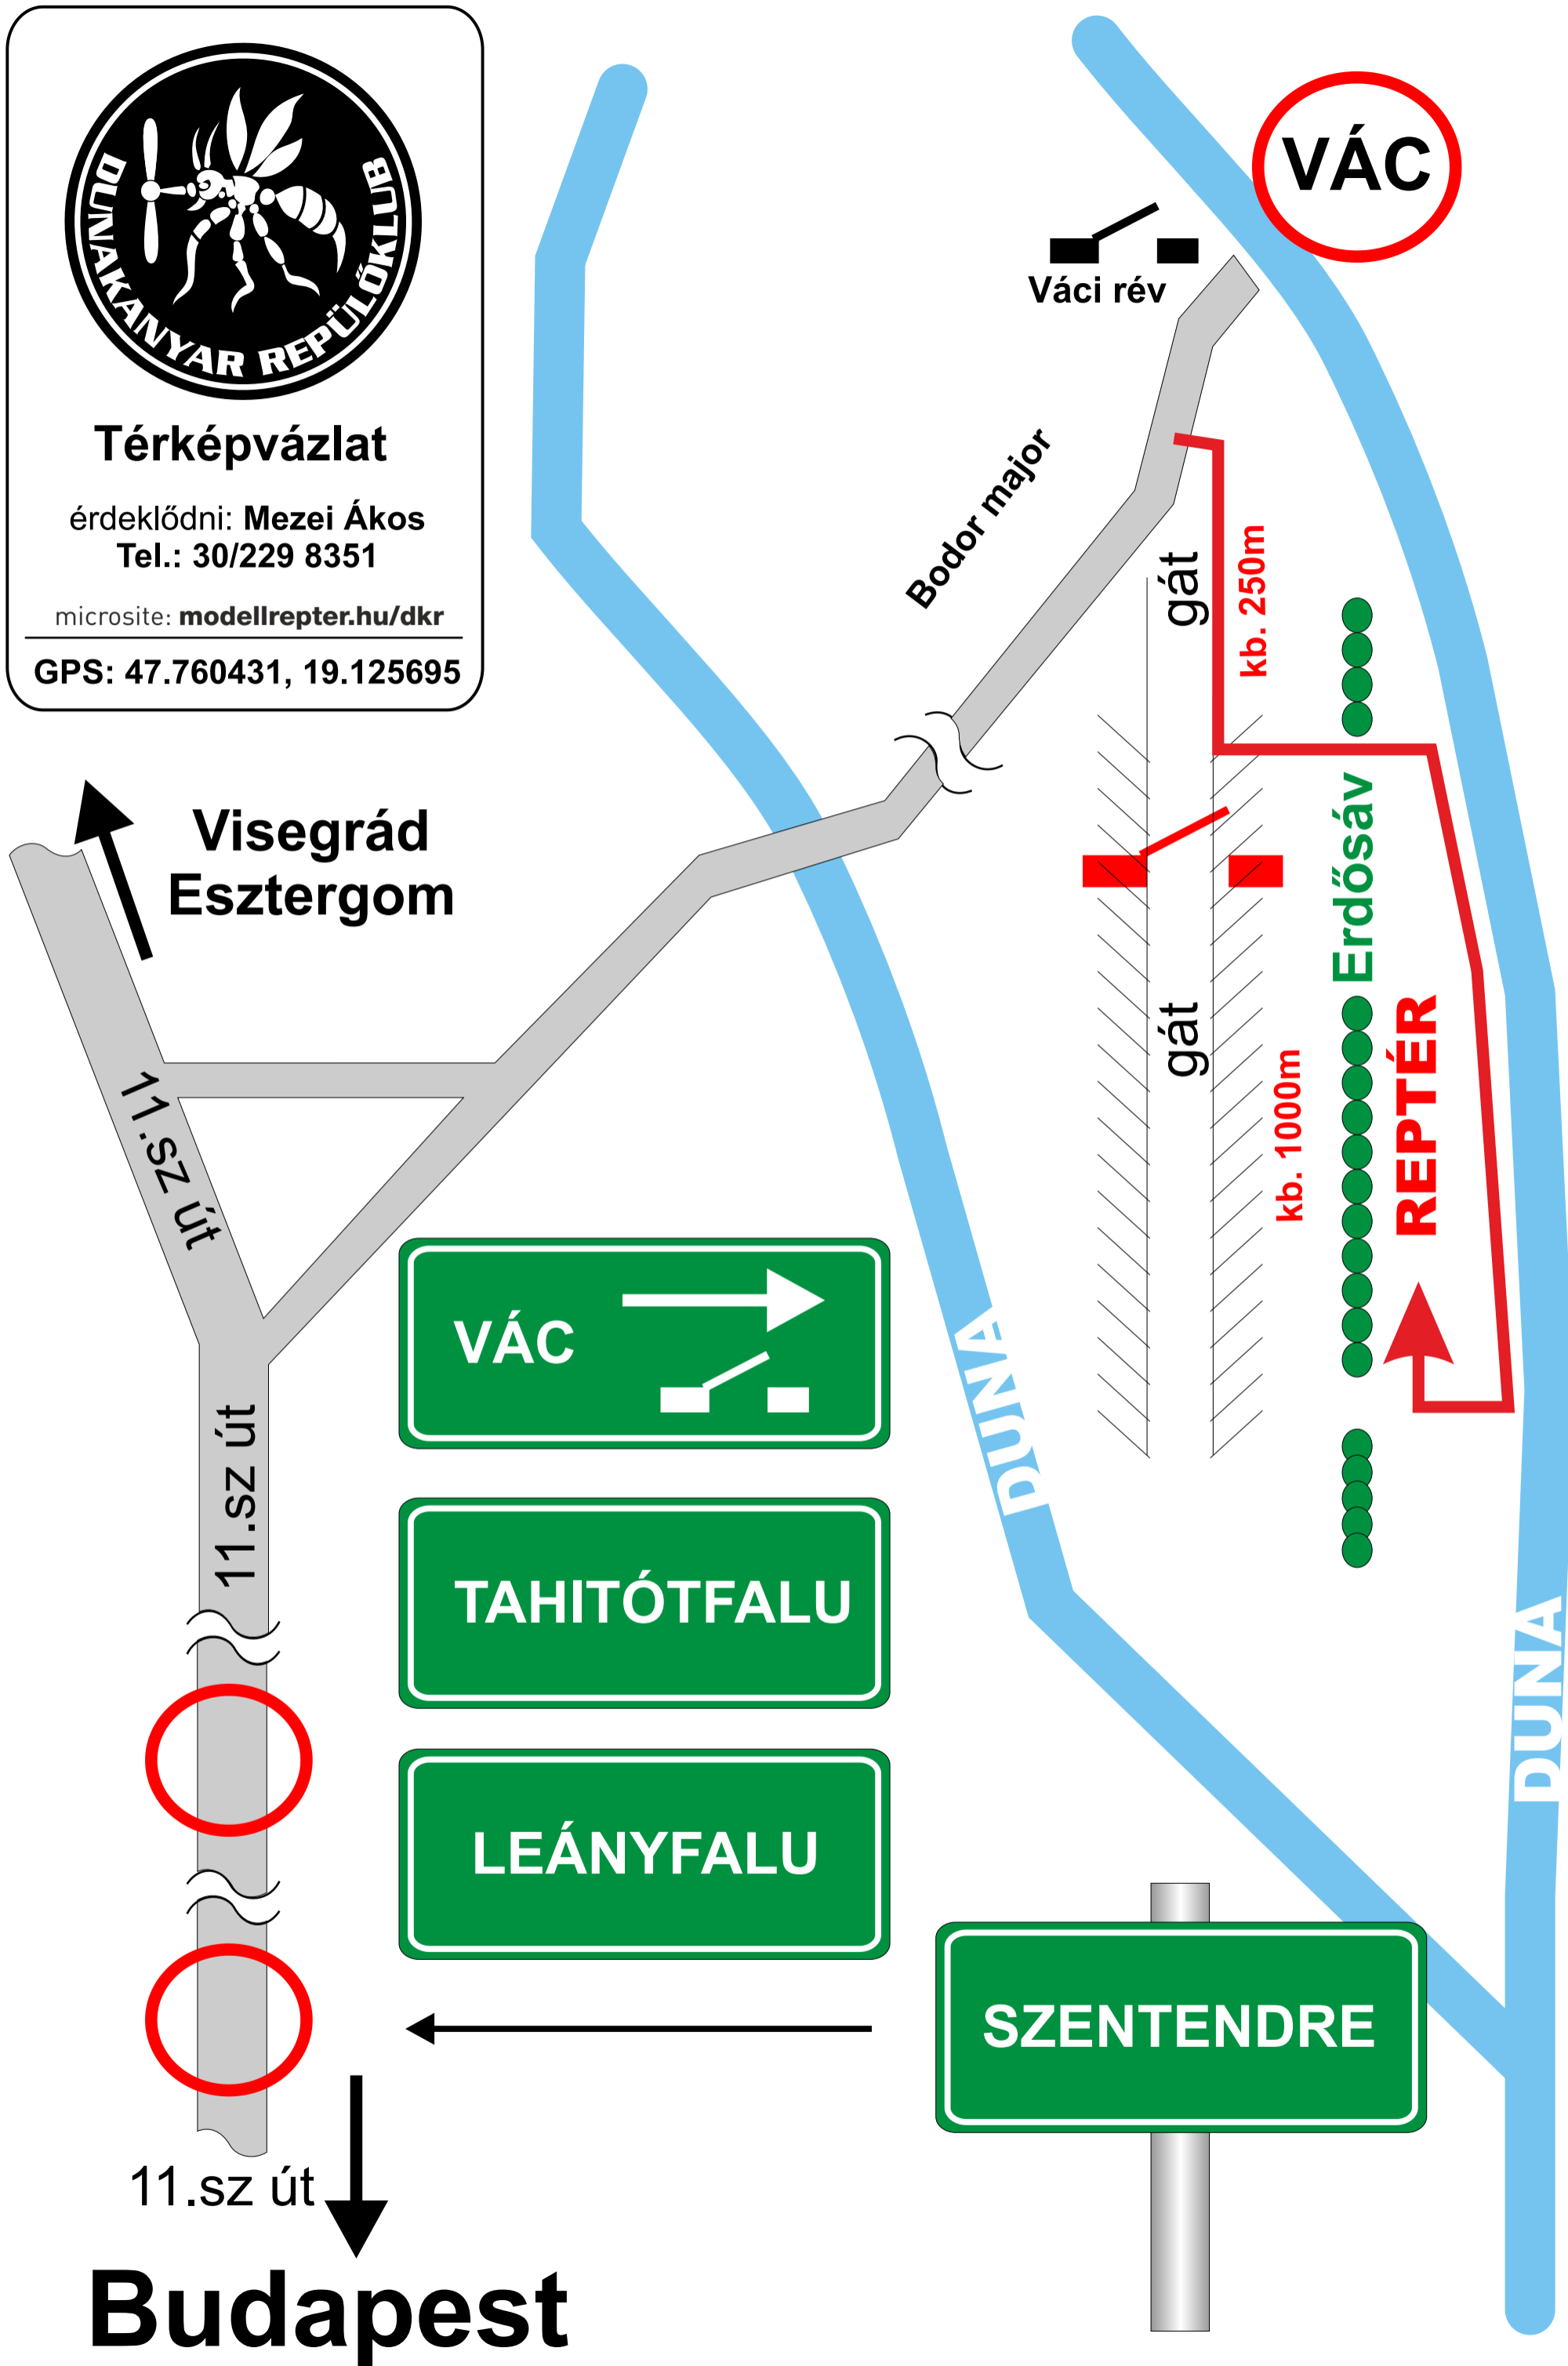 DUNAKANYAR
Térképvázlat
érdeklődni: Mezei Ákos
Tel.: 30/229 8351
microsite: modellrepter.hu/dkr
GPS: 47.760431, 19.125695
VÁC
Váci rév
Bodor major
gát
kb. 250m
Visegrád
Esztergom
Erdősáv
gát
kb. 1000m
REPTÉR
11.sz út
11.sz út
VÁC
DUNA
TAHITÓTFALU
DUNA
LEÁNYFALU
SZENTENDRE
11.sz út
Budapest